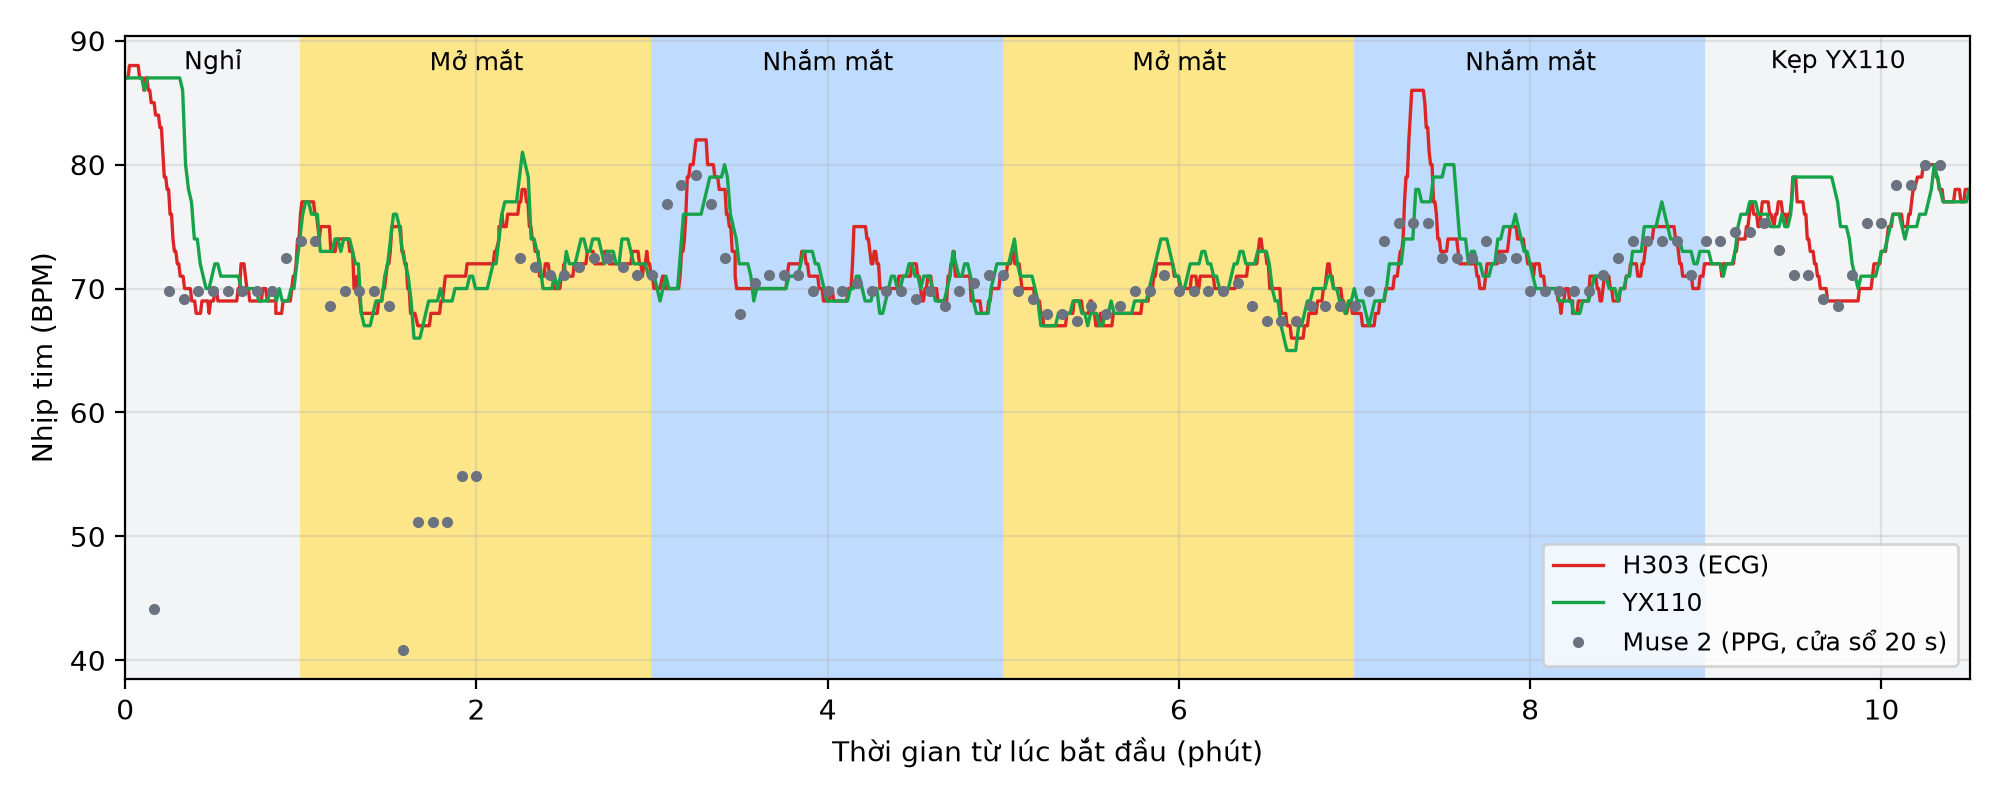 Nghỉ
Mở mắt
Nhắm mắt
Mở mắt
Nhắm mắt
Kẹp YX110
90
80
70
60
50
40
Nhịp tim (BPM)
H303 (ECG)
YX110
Muse 2 (PPG, cửa sổ 20 s)
0
2
4
6
8
10
Thời gian từ lúc bắt đầu (phút)